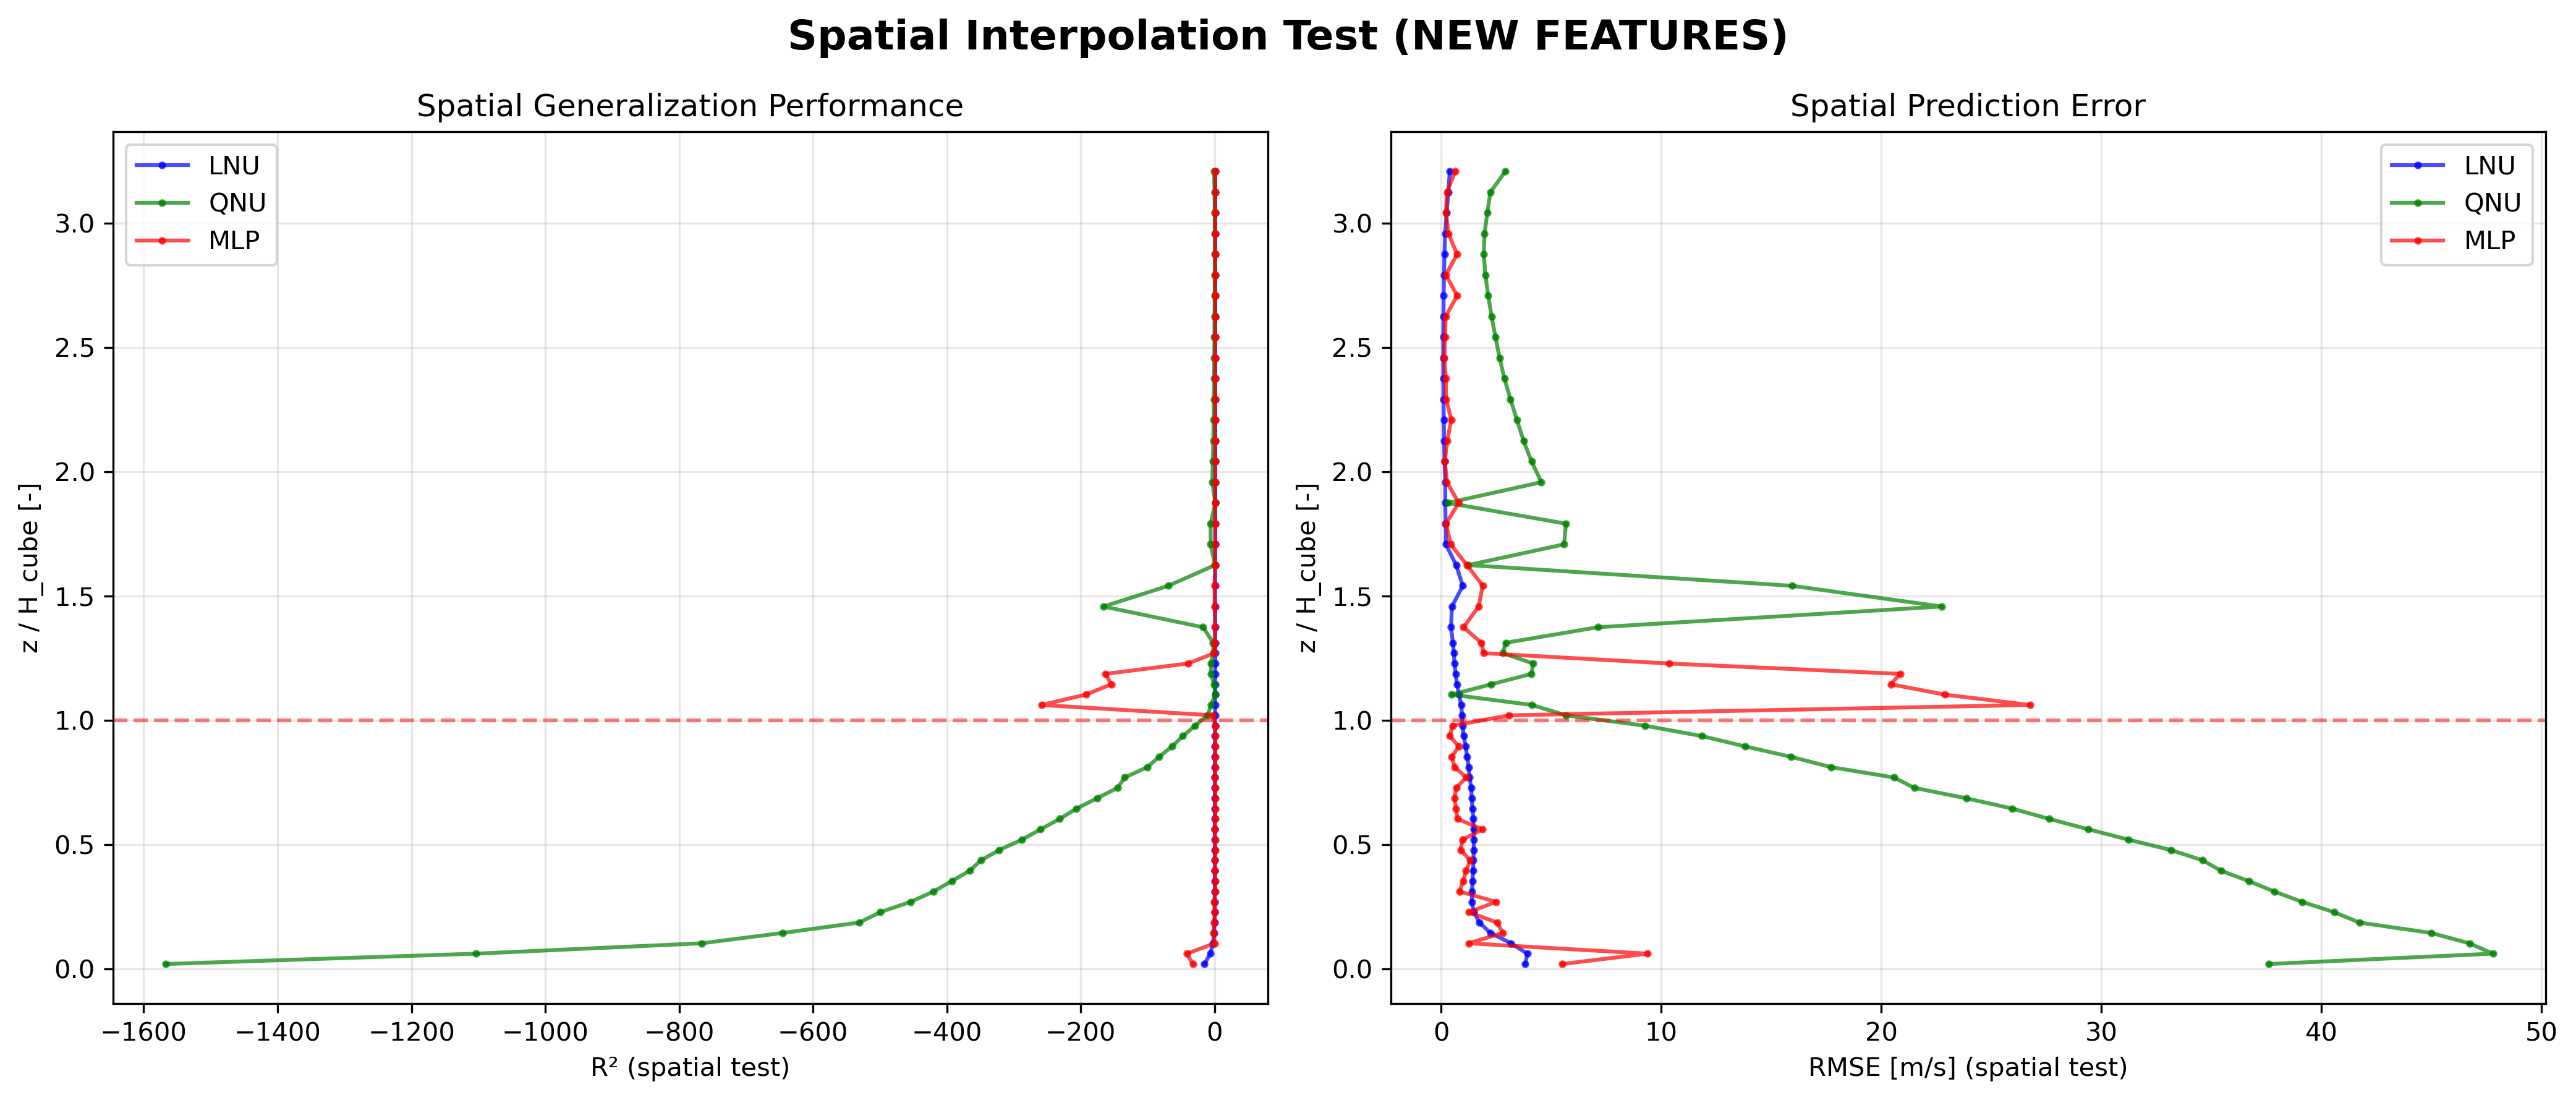 Spatial Interpolation Test (NEW FEATURES)
Spatial Generalization Performance
LNU
QNU
MLP
3.0
2.5
2.0
1.5
1.0
0.5
0.0
z / H_cube [-]
−1600
−1400
−1200
−1000
−800
−600
−400
−200
0
R² (spatial test)
Spatial Prediction Error
LNU
QNU
MLP
3.0
2.5
2.0
1.5
1.0
0.5
0.0
z / H_cube [-]
0
10
20
30
40
50
RMSE [m/s] (spatial test)